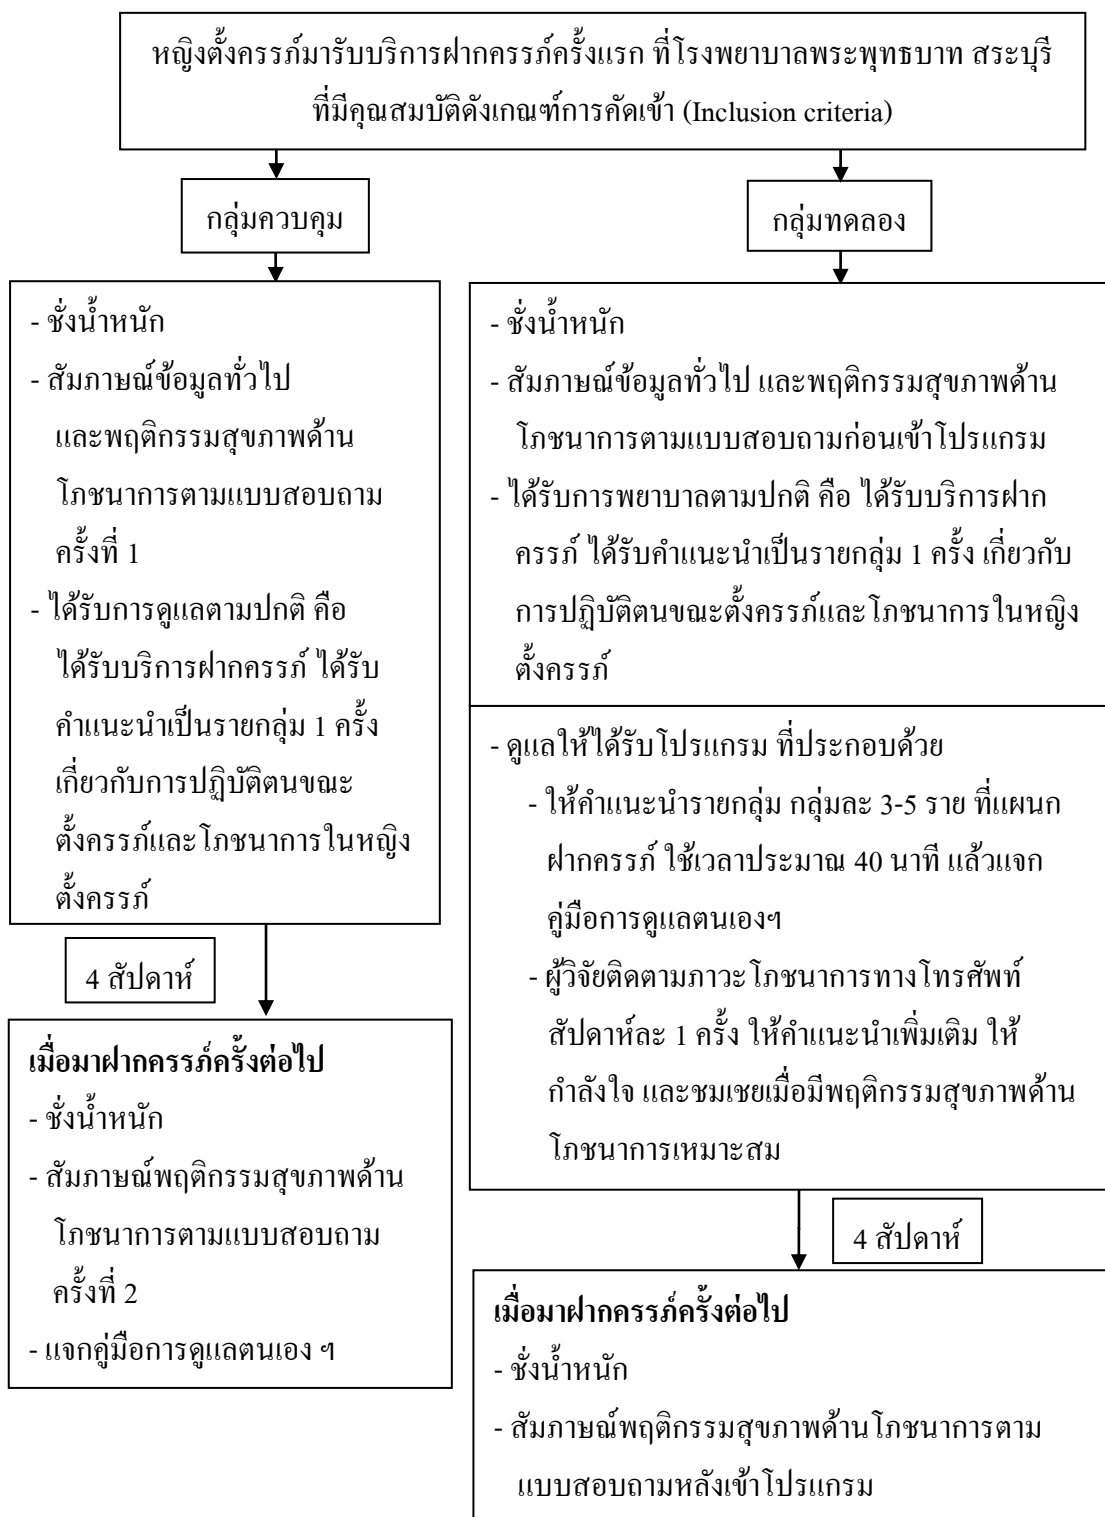 หญิงตั้งครรภ์มารับบริการฝากครรภ์ครั้งแรก ที่โรงพยาบาลพระพุทธบาท สระบุรี
ที่มีคุณสมบัติดังเกณฑ์การคัดเข้า (Inclusion criteria)
กลุ่มควบคุม
- ชั่งน้ำหนัก
- สัมภาษณ์ข้อมูลทั่วไป
และพฤติกรรมสุขภาพด้าน
โภชนาการตามแบบสอบถาม
ครั้งที่ 1
- ได้รับการดูแลตามปกติ คือ
ได้รับบริการฝากครรภ์ ได้รับ
คำแนะนำเป็นรายกลุ่ม 1 ครั้ง
เกี่ยวกับการปฏิบัติตนขณะ
ตั้งครรภ์และโภชนาการในหญิง
ตั้งครรภ์
4 สัปดาห์
เมื่อมาฝากครรภ์ครั้งต่อไป
- ชั่งน้ำหนัก
- สัมภาษณ์พฤติกรรมสุขภาพด้าน
โภชนาการตามแบบสอบถาม
ครั้งที่ 2
- แจกคู่มือการดูแลตนเอง ฯ
กลุ่มทดลอง
- ชั่งน้ำหนัก
- สัมภาษณ์ข้อมูลทั่วไป และพฤติกรรมสุขภาพด้าน
โภชนาการตามแบบสอบถามก่อนเข้าโปรแกรม
- ได้รับการพยาบาลตามปกติ คือ ได้รับบริการฝาก
ครรภ์ ได้รับคำแนะนำเป็นรายกลุ่ม 1 ครั้ง เกี่ยวกับ
การปฏิบัติตนขณะตั้งครรภ์และโภชนาการในหญิง
ตั้งครรภ์
- ดูแลให้ได้รับโปรแกรม ที่ประกอบด้วย
- ให้คำแนะนำรายกลุ่ม กลุ่มละ 3-5 ราย ที่แผนก
ฝากครรภ์ ใช้เวลาประมาณ 40 นาที แล้วแจก
คู่มือการดูแลตนเองฯ
- ผู้วิจัยติดตามภาวะโภชนาการทางโทรศัพท์
สัปดาห์ละ 1 ครั้ง ให้คำแนะนำเพิ่มเติม ให้
กำลังใจ และชมเชยเมื่อมีพฤติกรรมสุขภาพด้าน
โภชนาการเหมาะสม
4 สัปดาห์
เมื่อมาฝากครรภ์ครั้งต่อไป
- ชั่งน้ำหนัก
- สัมภาษณ์พฤติกรรมสุขภาพด้านโภชนาการตาม
แบบสอบถามหลังเข้าโปรแกรม